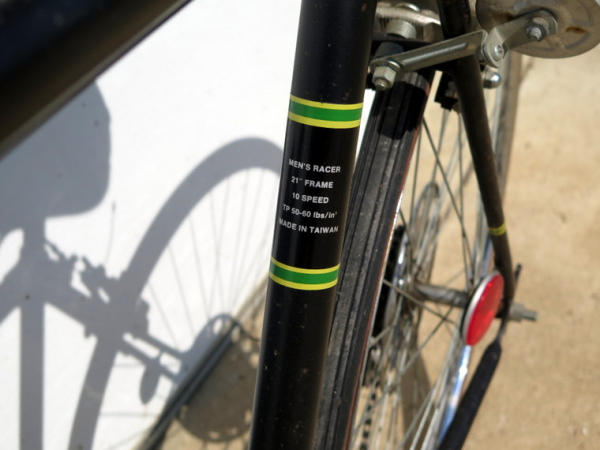 MEN'S RACER
21" FRAME
10 SPEED
TP 50-60 lbs/in²
MADE IN TAIWAN